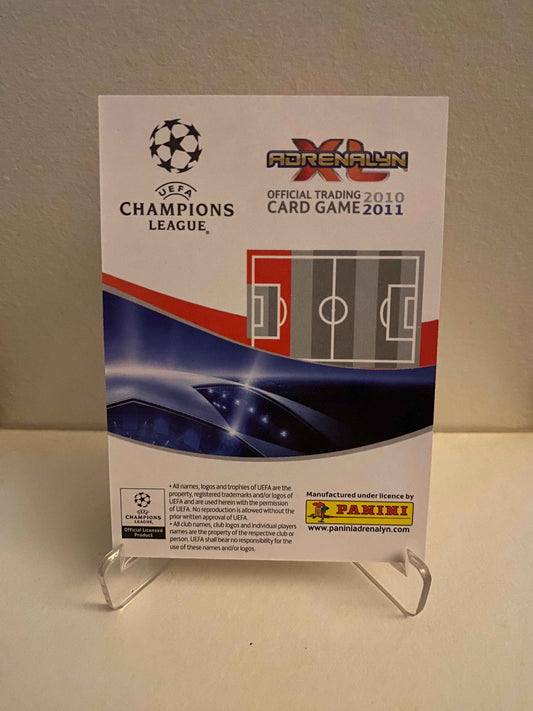 UEFA
CHAMPIONS
LEAGUE®
ADRENALYN
XL
OFFICIAL TRADING
CARD GAME
2010
2011
UEFA
CHAMPIONS
LEAGUE
Official Licensed
Product
• All names, logos and trophies of UEFA are the
property, registered trademarks and/or logos of
UEFA and are used herein with the permission
of UEFA. No reproduction is allowed without the
prior written approval of UEFA.
• All club names, club logos and individual players
names are the property of the respective club or
person. UEFA shall bear no responsibility for the
use of these names and/or logos.
Manufactured under licence by
PANINI
www.paniniadrenalyn.com